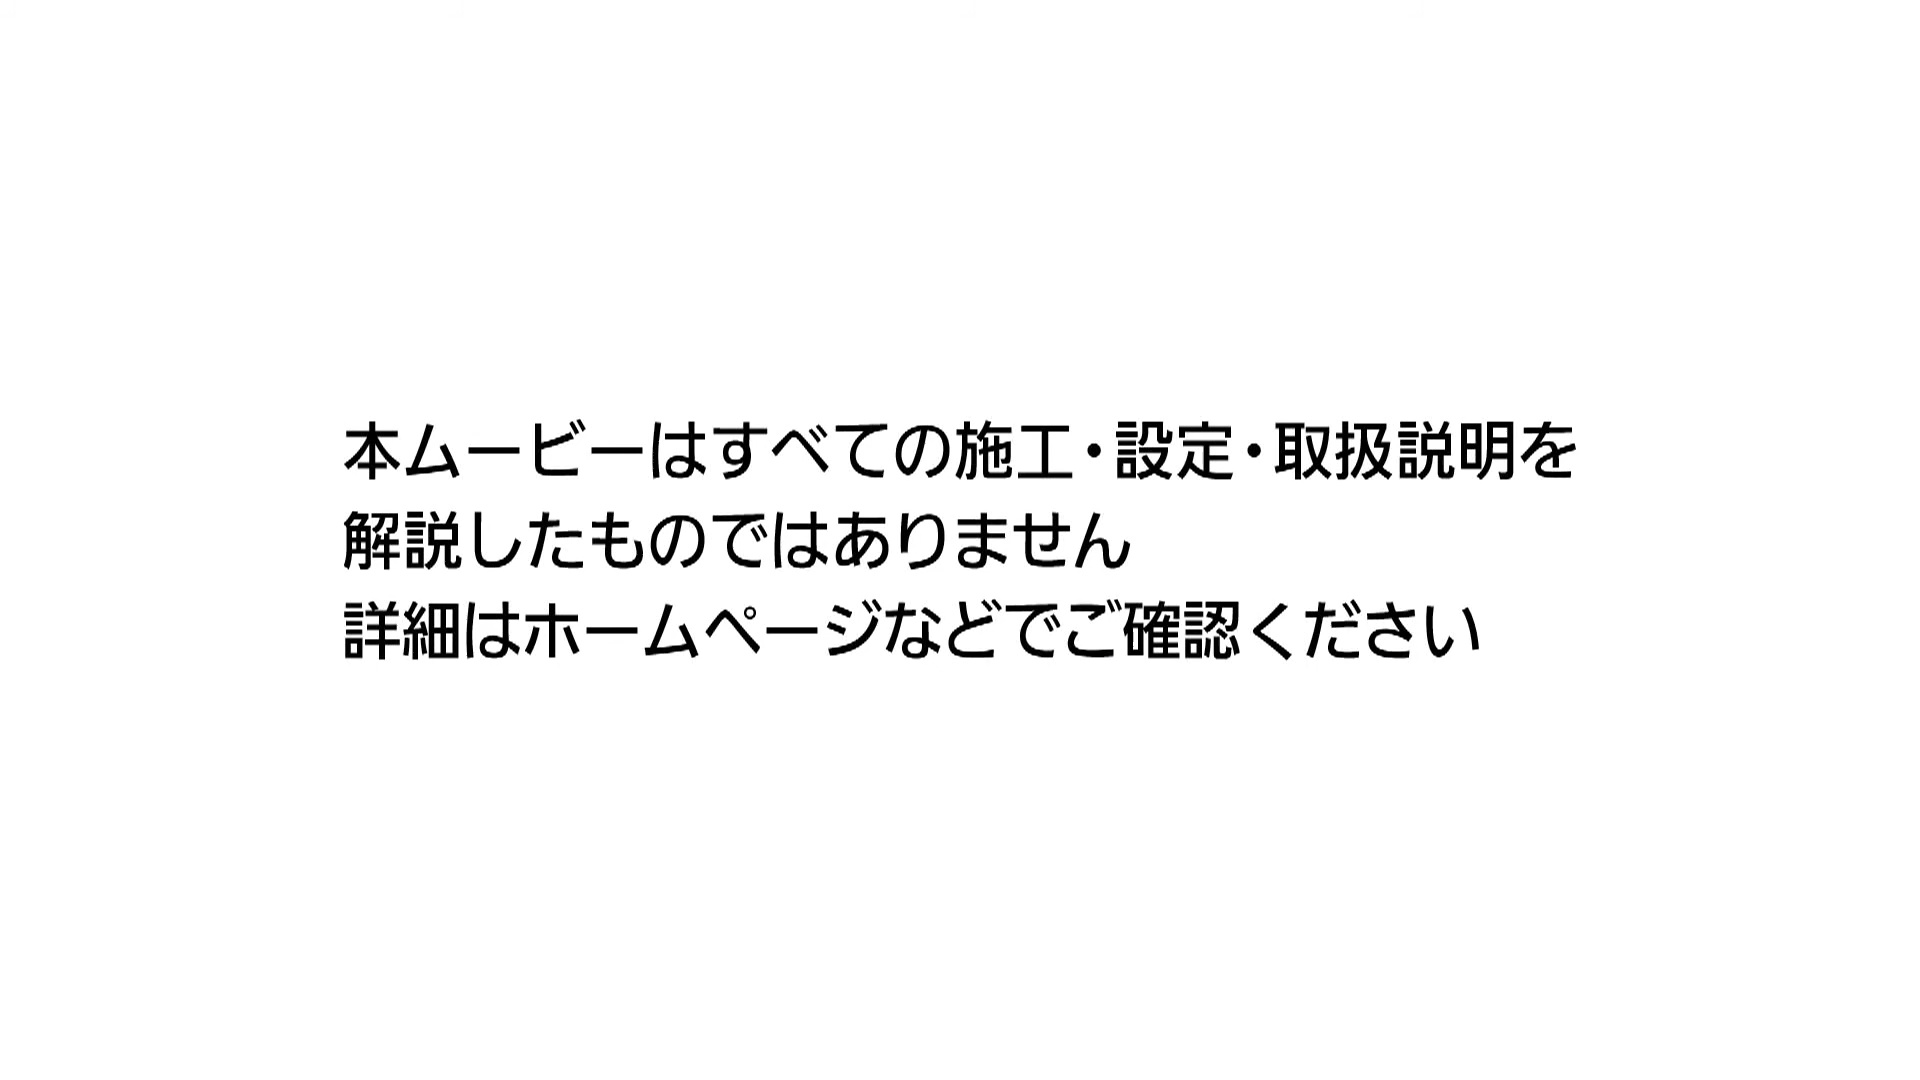 本ムービーはすべての施工・設定・取扱説明を
解説したものではありません
詳細はホームページなどでご確認ください